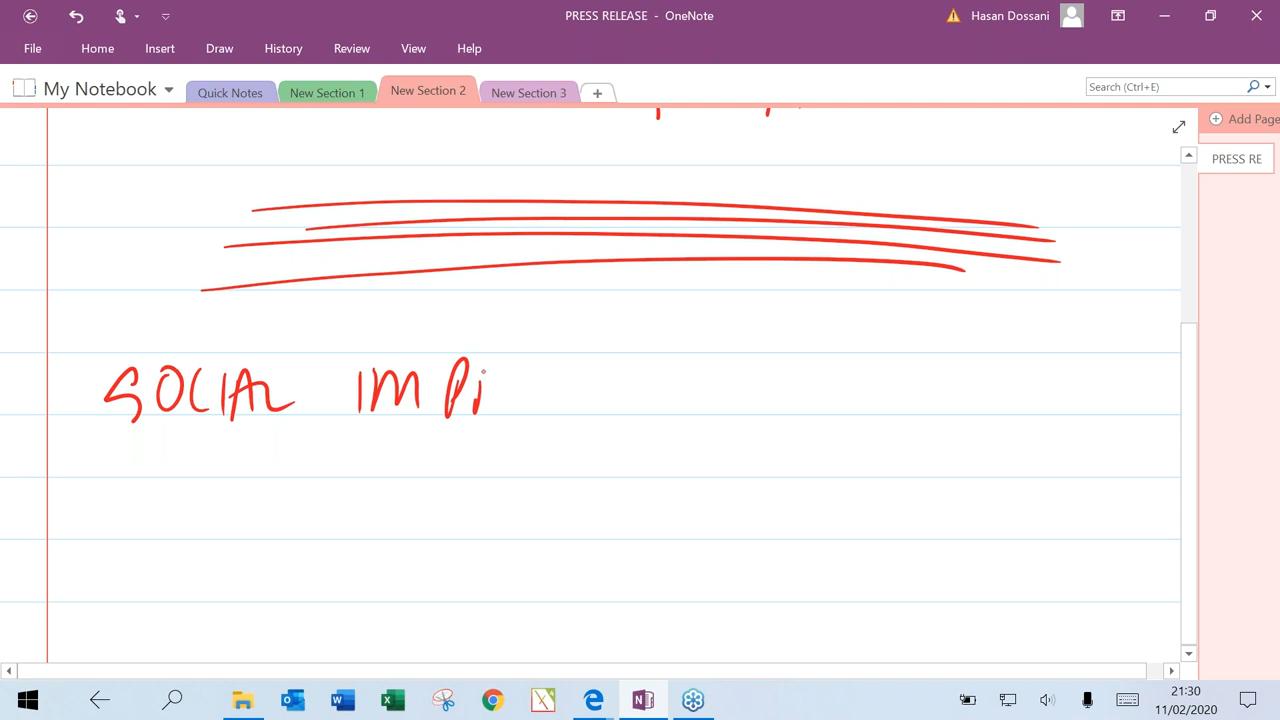 PRESS RELEASE - OneNote
Hasan Dossani
File Home Insert Draw History Review View Help
My Notebook Quick Notes New Section 1 New Section 2 New Section 3
Search (Ctrl+E)
Add Page
PRESS RE
SOCIAL IMP
21:30
11/02/2020